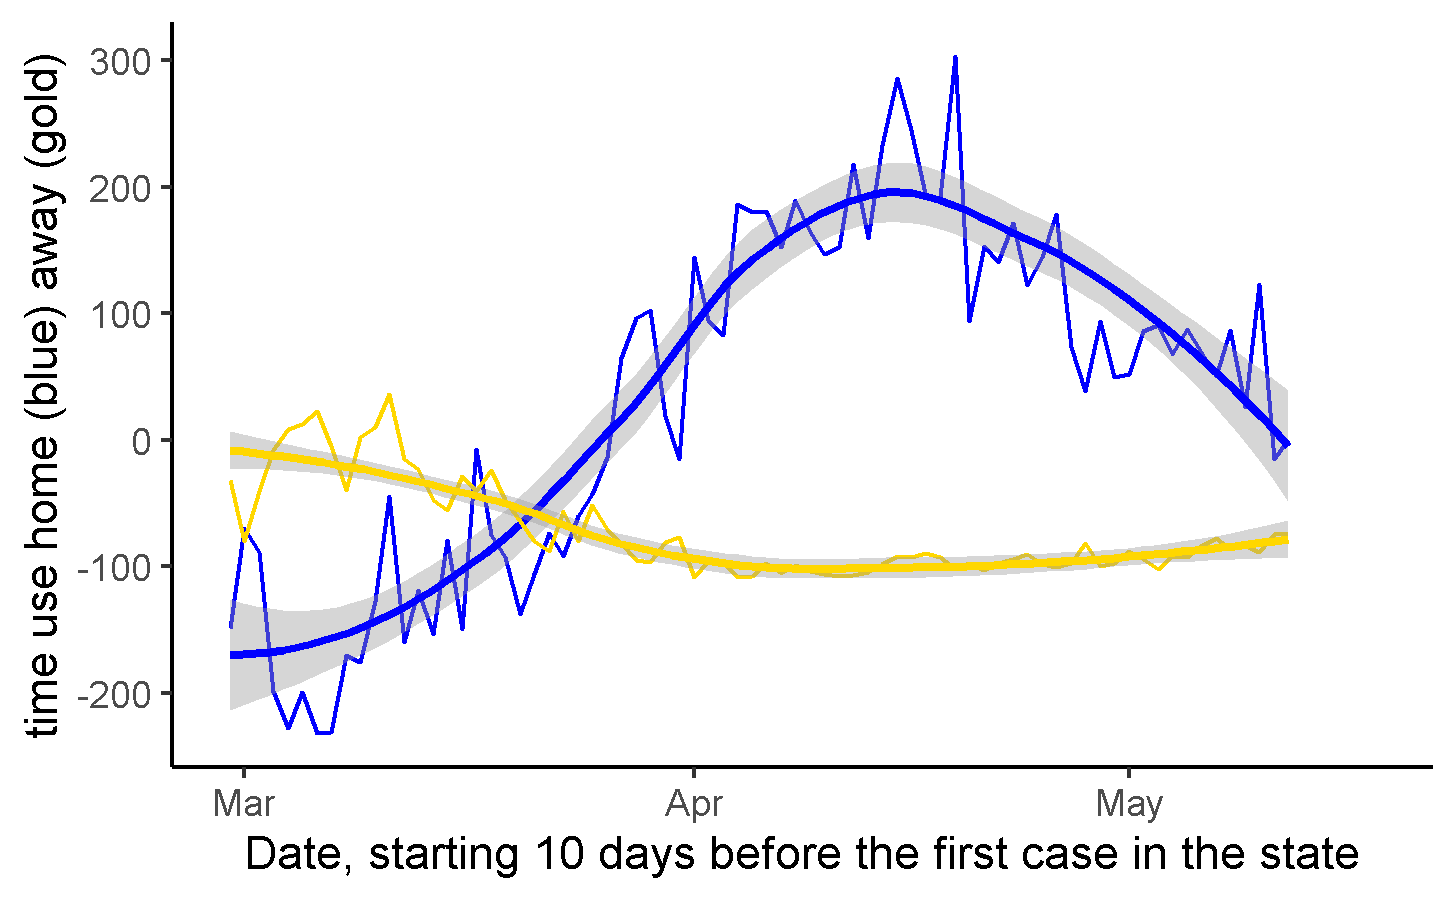 time use home (blue) away (gold)
300
200
100
0
-100
-200
Mar Apr May
Date, starting 10 days before the first case in the state